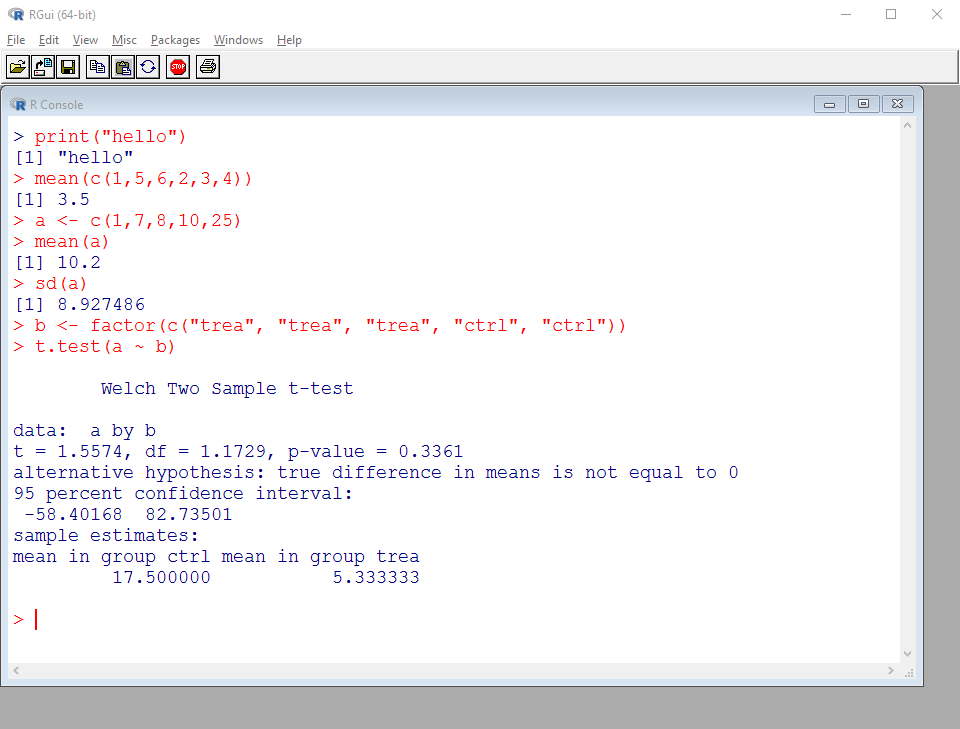 RGui (64-bit)
File Edit View Misc Packages Windows Help
STOP
R Console
> print("hello")
[1] "hello"
> mean(c(1,5,6,2,3,4))
[1] 3.5
> a <- c(1,7,8,10,25)
> mean(a)
[1] 10.2
> sd(a)
[1] 8.927486
> b <- factor(c("trea", "trea", "trea", "ctrl", "ctrl"))
> t.test(a ~ b)
        Welch Two Sample t-test
data:  a by b
t = 1.5574, df = 1.1729, p-value = 0.3361
alternative hypothesis: true difference in means is not equal to 0
95 percent confidence interval:
 -58.40168  82.73501
sample estimates:
mean in group ctrl mean in group trea
         17.500000           5.333333
>